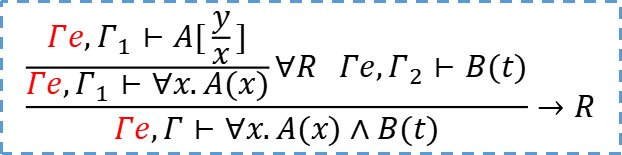 Γe, Γ₁ ⊢ A[y/x]
Γe, Γ₁ ⊢ ∀x. A(x) ∀R Γe, Γ₂ ⊢ B(t)
Γe, Γ ⊢ ∀x. A(x) ∧ B(t) → R